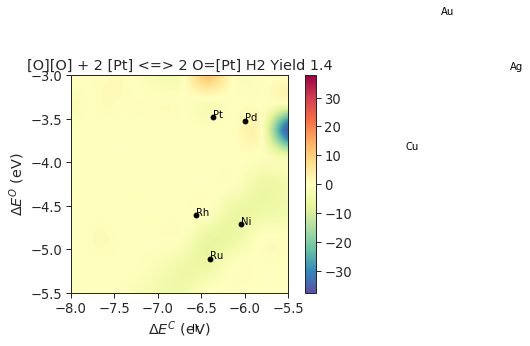 Au
[O][O] + 2 [Pt] <=> 2 O=[Pt] H2 Yield 1.4
Ag
−3.0
−3.5
−4.0
−4.5
−5.0
−5.5
ΔE^O (eV)
Pt
Pd
Rh
Ni
Ru
30
20
10
0
−10
−20
−30
Cu
−8.0 −7.5 −7.0 −6.5 −6.0 −5.5
ΔE^C (eV)
Ir